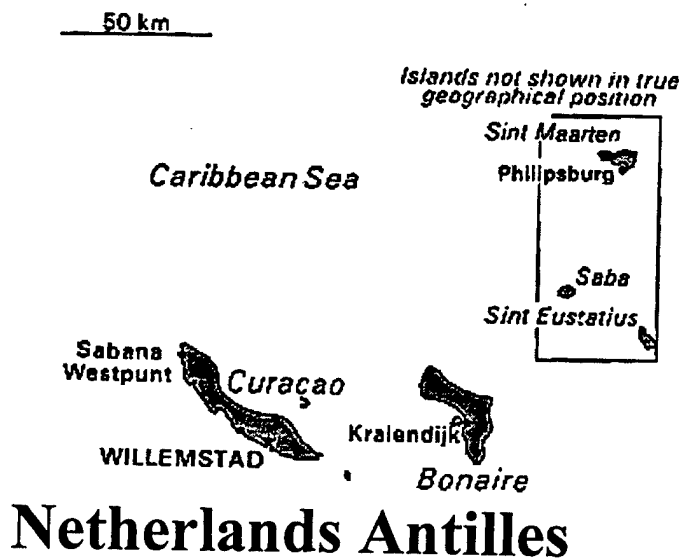 50 km
Islands not shown in true
geographical position
Sint Maarten
Philipsburg
Caribbean Sea
Saba
Sint Eustatius
Sabana
Westpunt
Curaçao
Kralendijk
WILLEMSTAD
Bonaire
Netherlands Antilles